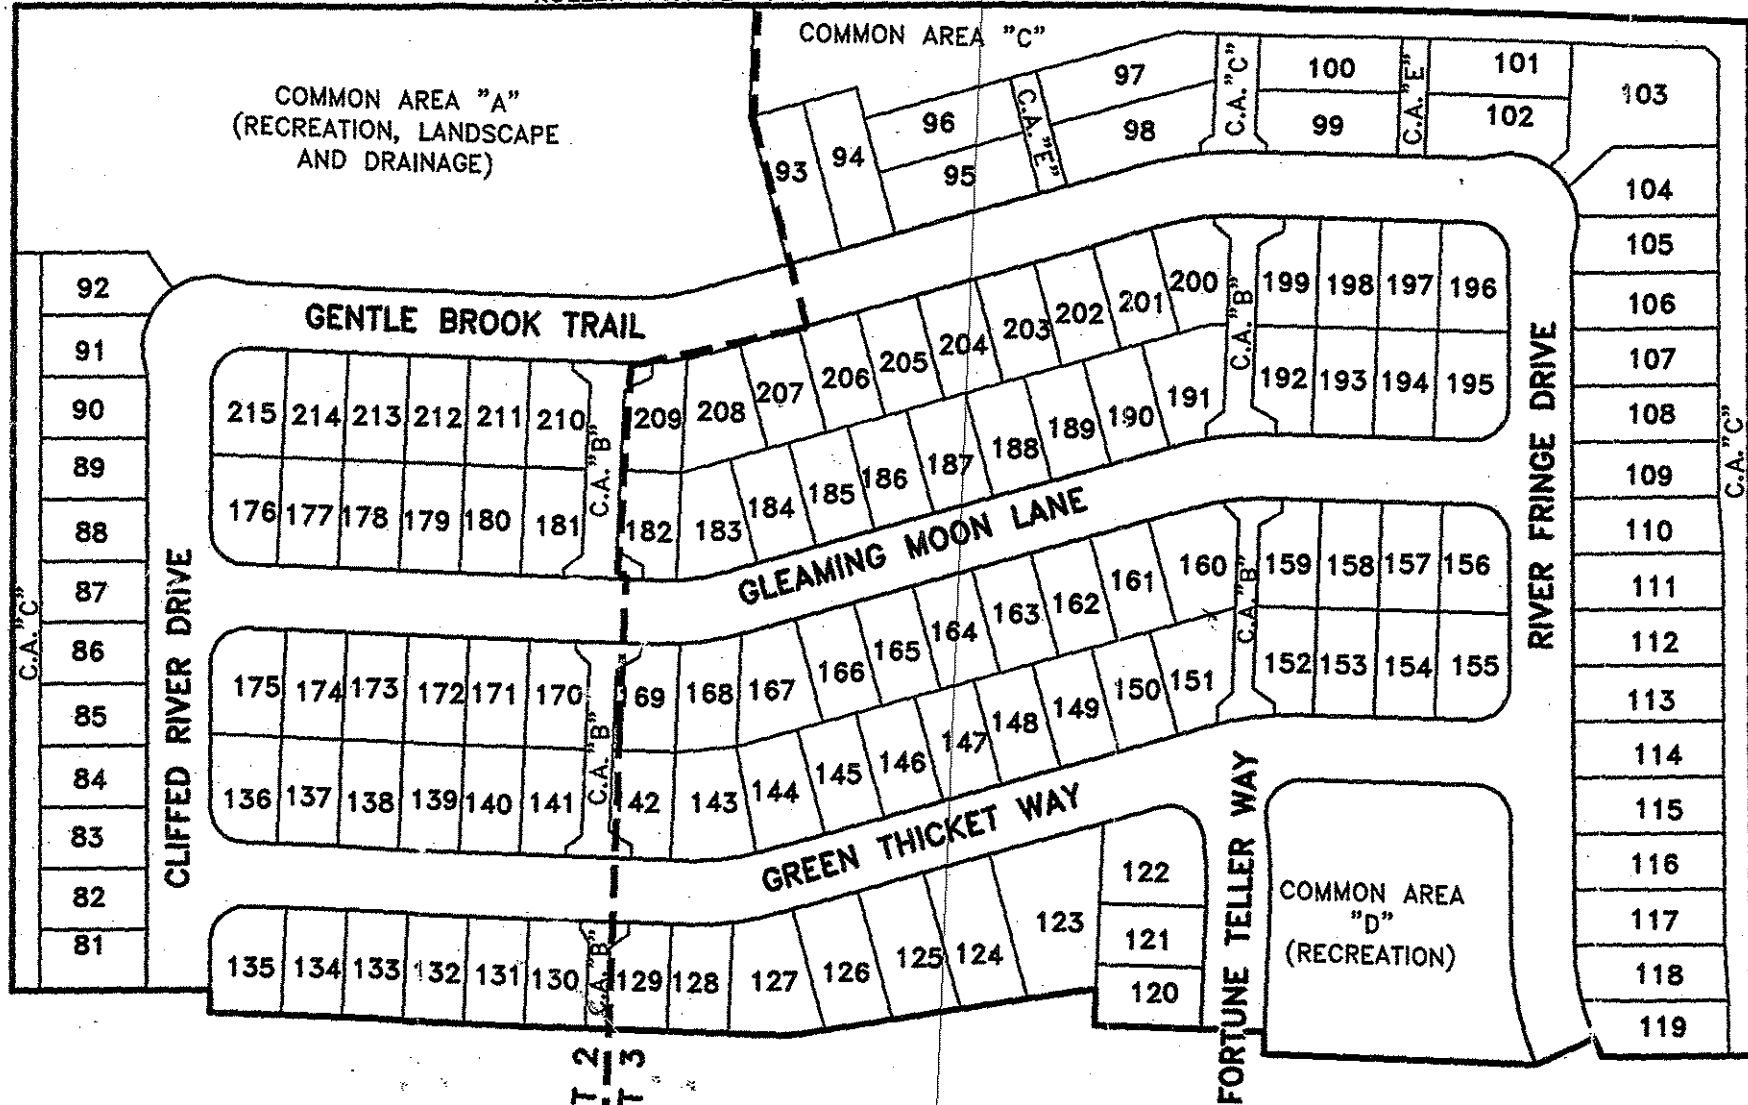 COMMON AREA "C"
COMMON AREA "A"
(RECREATION, LANDSCAPE
AND DRAINAGE)
93
94
96
95
C.A. "E"
97
98
C.A. "C"
100
99
C.A. "E"
101
102
103
104
105
106
107
108
109
110
111
112
113
114
115
116
117
118
119
C.A. "C"
RIVER FRINGE DRIVE
92
91
90
89
88
87
86
85
84
83
82
81
C.A. "C"
CLIFFED RIVER DRIVE
GENTLE BROOK TRAIL
215 214 213 212 211 210
C.A. "B"
209 208 207 206 205 204 203 202 201 200
C.A. "B"
199 198 197 196
176 177 178 179 180 181
182 183 184 185 186 187 188 189 190 191
192 193 194 195
GLEAMING MOON LANE
175 174 173 172 171 170
C.A. "B"
69 168 167 166 165 164 163 162 161 160
C.A. "B"
159 158 157 156
136 137 138 139 140 141
42 143 144 145 146 147 148 149 150 151
152 153 154 155
GREEN THICKET WAY
135 134 133 132 131 130
C.A. "B"
129 128 127 126 125 124 123
122
121
120
FORTUNE TELLER WAY
COMMON AREA
"D"
(RECREATION)
T 2
T 3